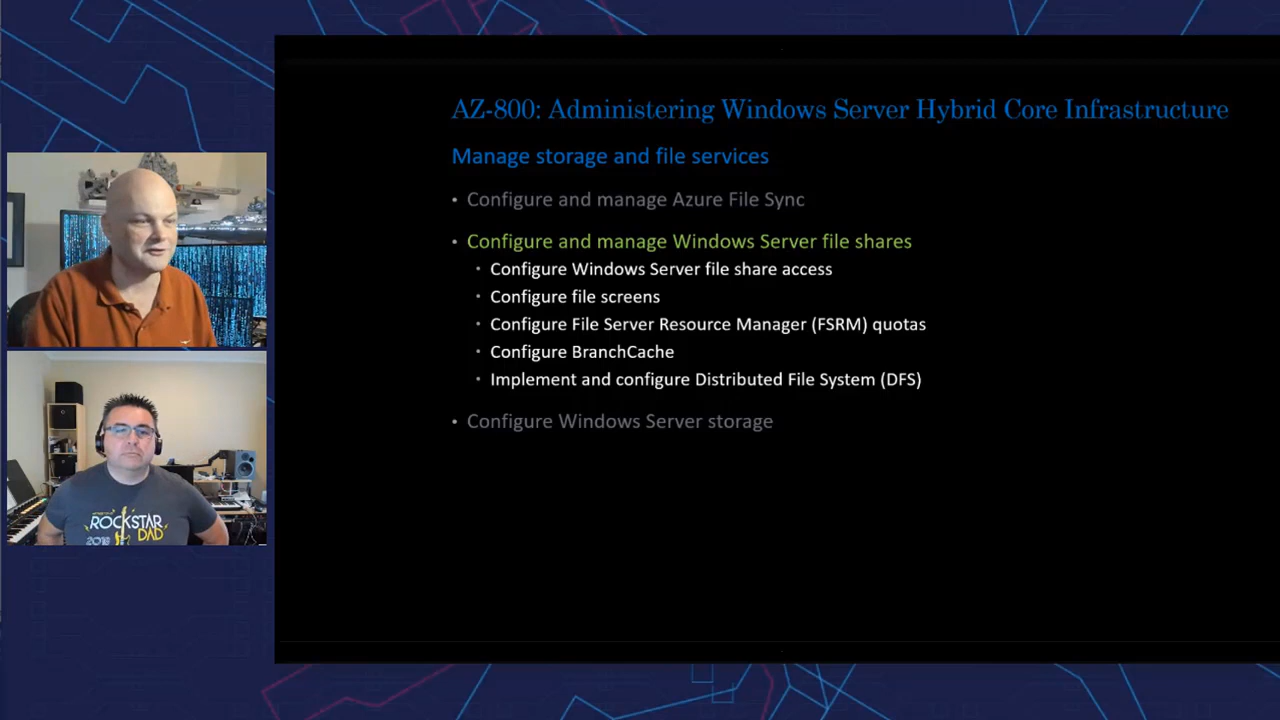 AZ-800: Administering Windows Server Hybrid Core Infrastructure
Manage storage and file services
• Configure and manage Azure File Sync
• Configure and manage Windows Server file shares
• Configure Windows Server file share access
• Configure file screens
• Configure File Server Resource Manager (FSRM) quotas
• Configure BranchCache
• Implement and configure Distributed File System (DFS)
• Configure Windows Server storage
ROCKSTAR
DAD